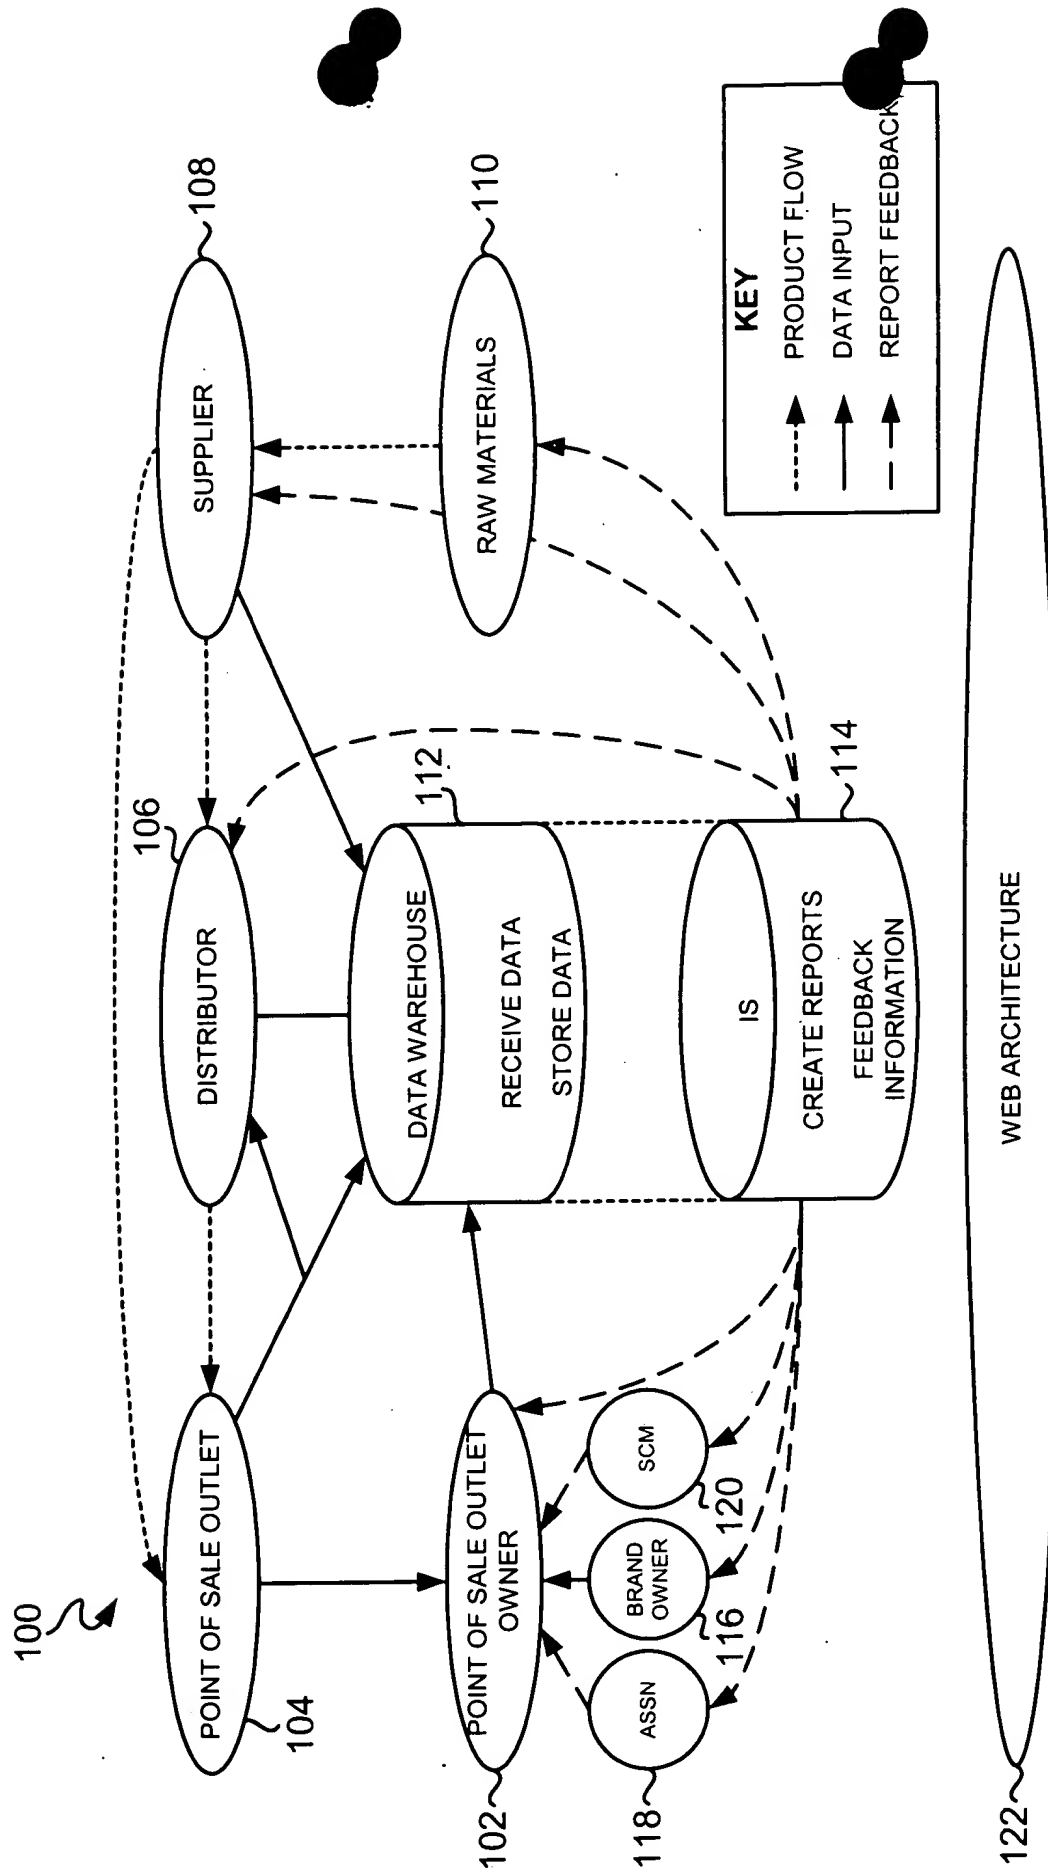 100
POINT OF SALE OUTLET
104
DISTRIBUTOR
106
SUPPLIER
108
POINT OF SALE OUTLET
OWNER
102
DATA WAREHOUSE
RECEIVE DATA
STORE DATA
112
RAW MATERIALS
110
ASSN
118
BRAND
OWNER
116
SCM
120
IS
CREATE REPORTS
FEEDBACK
INFORMATION
114
KEY
PRODUCT FLOW
DATA INPUT
REPORT FEEDBACK
WEB ARCHITECTURE
122